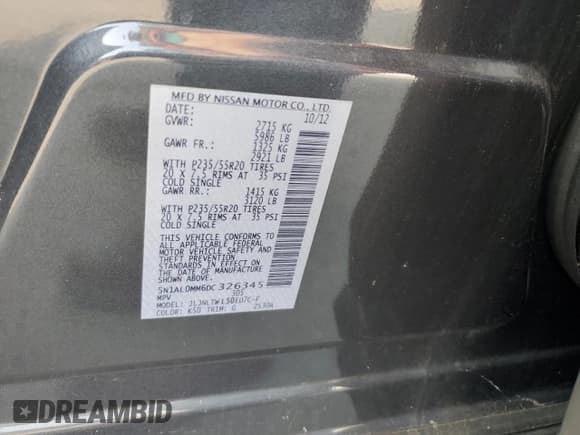 MFD BY NISSAN MOTOR CO., LTD.
DATE: 10/12
GVWR: 2715 KG
5986 LB
GAWR FR.: 1325 KG
2921 LB
WITH P235/55R20 TIRES
20 X 7.5 RIMS AT 35 PSI
COLD SINGLE
GAWR RR.: 1415 KG
3120 LB
WITH P235/55R20 TIRES
20 X 7.5 RIMS AT 35 PSI
COLD SINGLE
THIS VEHICLE CONFORMS TO
ALL APPLICABLE FEDERAL
MOTOR VEHICLE SAFETY AND
THEFT PREVENTION
STANDARDS IN EFFECT ON
THE DATE OF MANUFACTURE
SHOWN ABOVE.
5N1AL0MM6DC326345
MPV 305
MODEL:
COLOR: K50 TRIM: G 2530A
DREAMBID